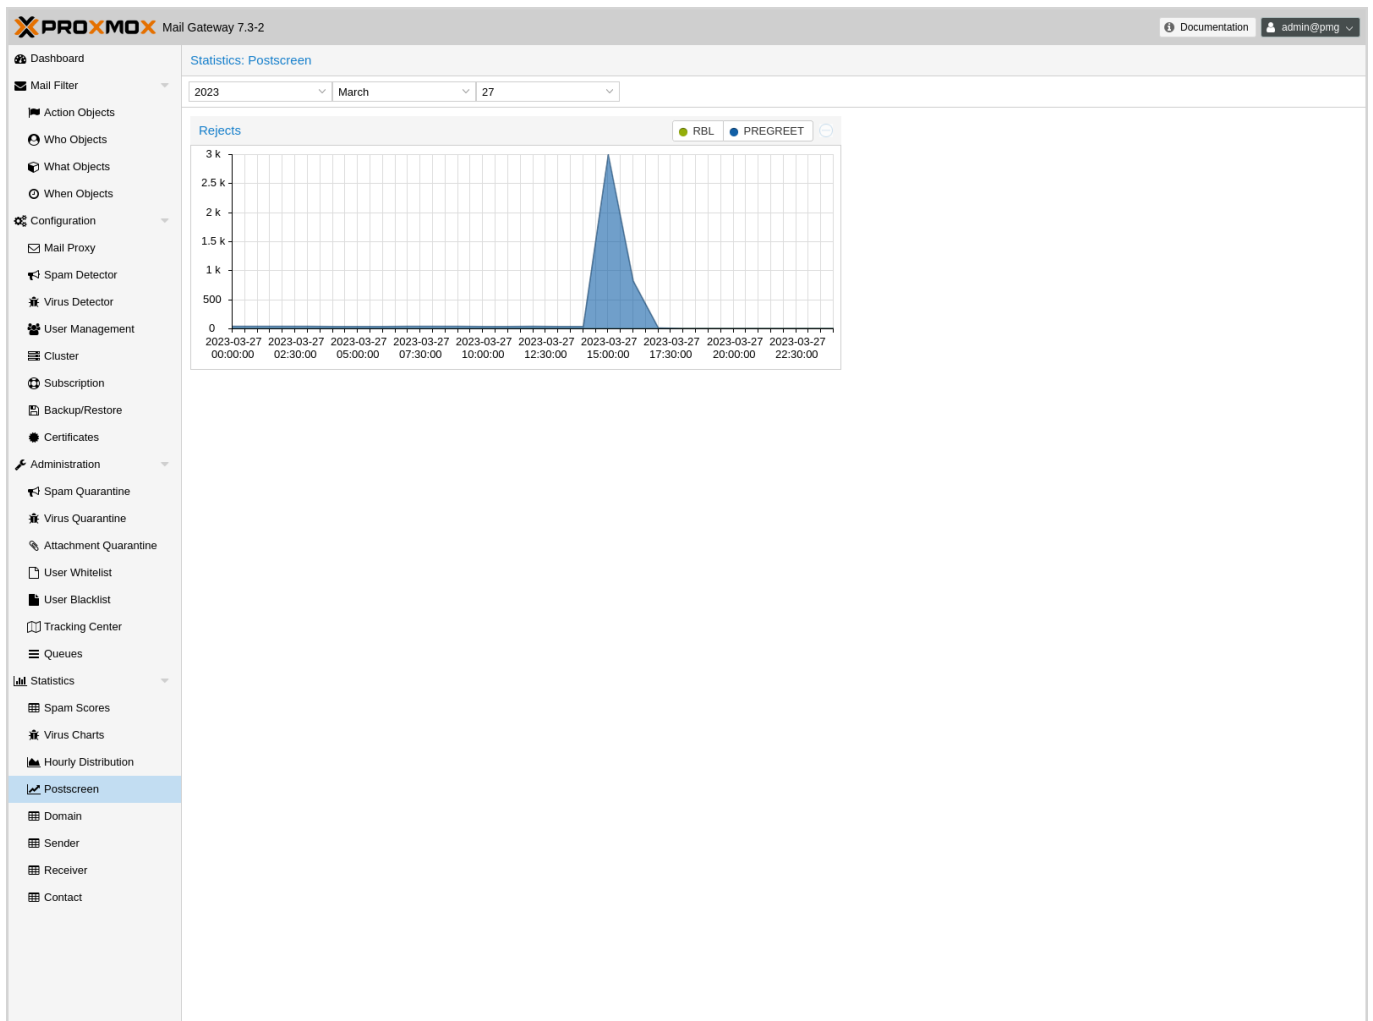 PROXMOX Mail Gateway 7.3-2
Documentation
admin@pmg
Dashboard
Mail Filter
Action Objects
Who Objects
What Objects
When Objects
Configuration
Mail Proxy
Spam Detector
Virus Detector
User Management
Cluster
Subscription
Backup/Restore
Certificates
Administration
Spam Quarantine
Virus Quarantine
Attachment Quarantine
User Whitelist
User Blacklist
Tracking Center
Queues
Statistics
Spam Scores
Virus Charts
Hourly Distribution
Postscreen
Domain
Sender
Receiver
Contact
Statistics: Postscreen
2023 March 27
Rejects
RBL PREGREET
3 k
2.5 k
2 k
1.5 k
1 k
500
0
2023-03-27 2023-03-27 2023-03-27 2023-03-27 2023-03-27 2023-03-27 2023-03-27 2023-03-27 2023-03-27 2023-03-27
00:00:00 02:30:00 05:00:00 07:30:00 10:00:00 12:30:00 15:00:00 17:30:00 20:00:00 22:30:00